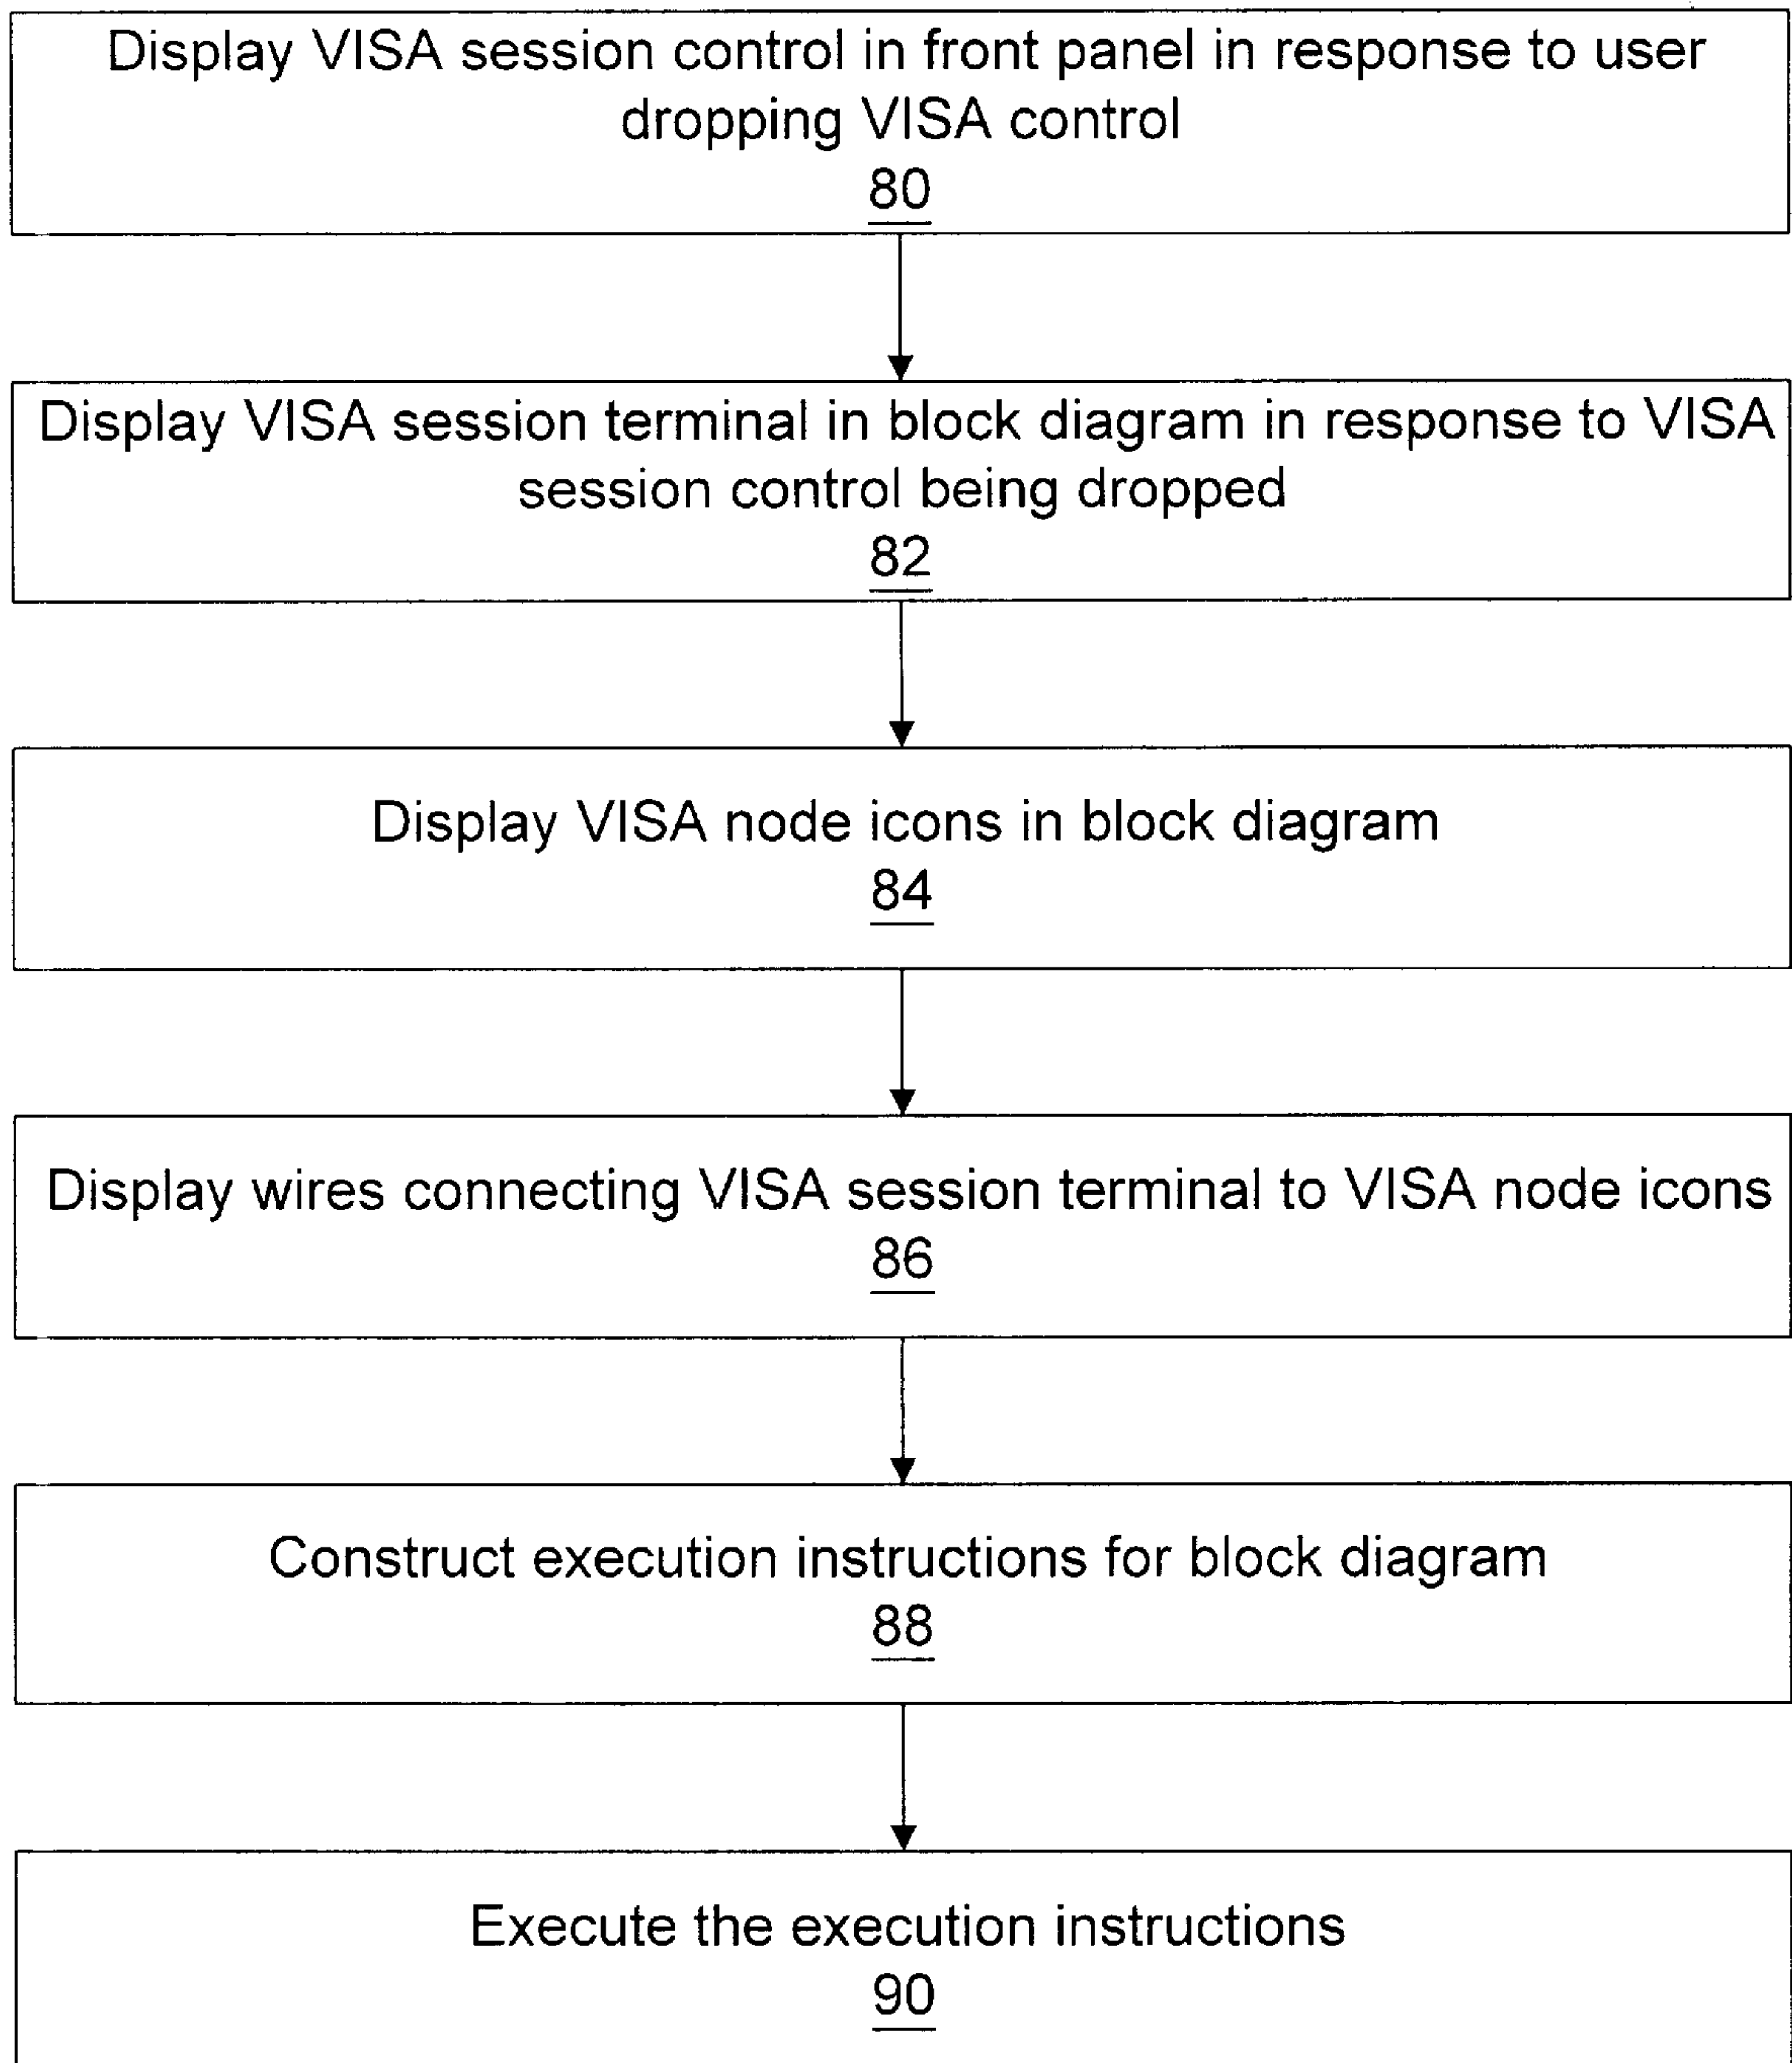 Display VISA session control in front panel in response to user
dropping VISA control
80
Display VISA session terminal in block diagram in response to VISA
session control being dropped
82
Display VISA node icons in block diagram
84
Display wires connecting VISA session terminal to VISA node icons
86
Construct execution instructions for block diagram
88
Execute the execution instructions
90